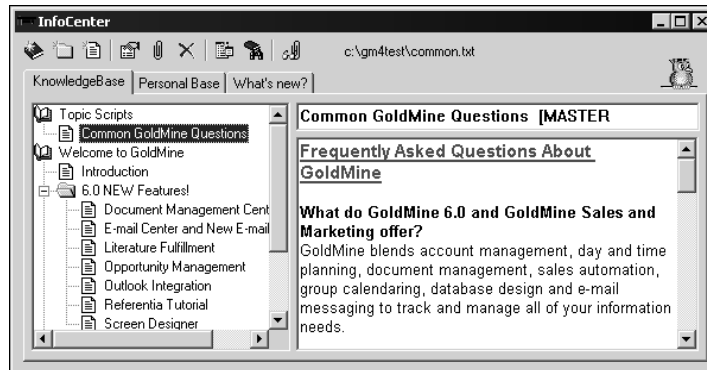 InfoCenter
c:\gm4test\common.txt
KnowledgeBase Personal Base What's new?
Topic Scripts
Common GoldMine Questions
Welcome to GoldMine
Introduction
6.0 NEW Features!
Document Management Cent
E-mail Center and New E-mail
Literature Fulfillment
Opportunity Management
Outlook Integration
Referentia Tutorial
Screen Designer
Common GoldMine Questions [MASTER
Frequently Asked Questions About
GoldMine
What do GoldMine 6.0 and GoldMine Sales and
Marketing offer?
GoldMine blends account management, day and time
planning, document management, sales automation,
group calendaring, database design and e-mail
messaging to track and manage all of your information
needs.